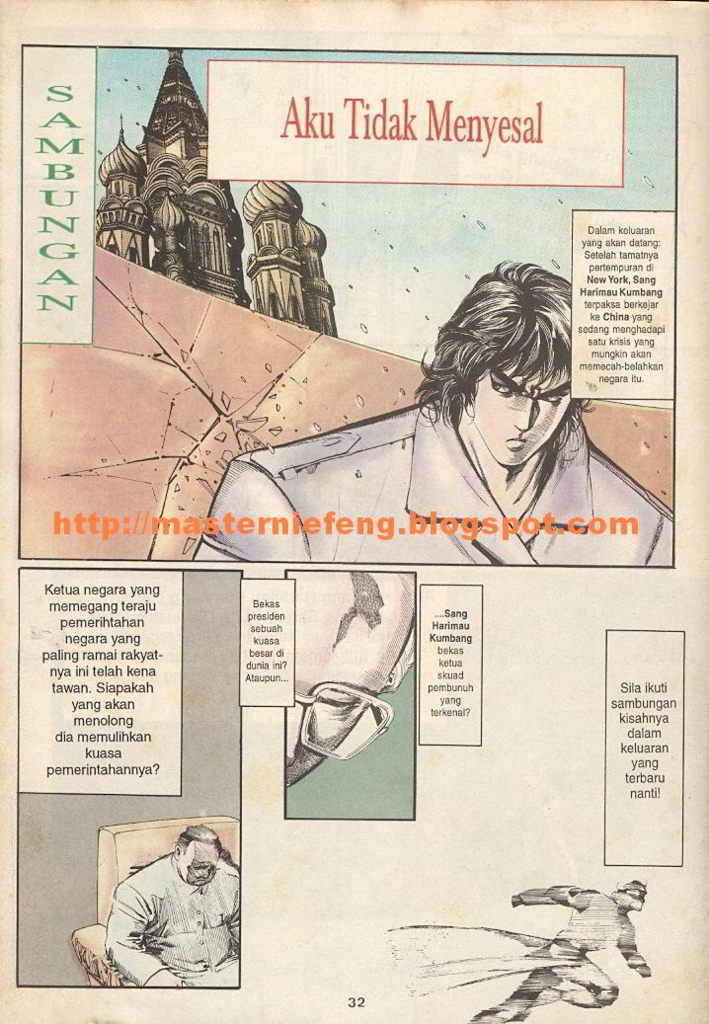 SAMBUNGAN
Aku Tidak Menyesal
Dalam keluaran
yang akan datang:
Setelah tamatnya
pertempuran di
New York, Sang
Harimau Kumbang
terpaksa berkejar
ke China yang
sedang menghadapi
satu krisis yang
mungkin akan
memecah-belahkan
negara itu.
http://masterniefeng.blogspot.com
Ketua negara yang
memegang teraju
pemerihtahan
negara yang
paling ramai rakyat-
nya ini telah kena
tawan. Siapakah
yang akan
menolong
dia memulihkan
kuasa
pemerintahannya?
Bekas
presiden
sebuah
kuasa
besar di
dunia ini?
Ataupun...
....Sang
Harimau
Kumbang
bekas
ketua
skuad
pembunuh
yang
terkenal?
Sila ikuti
sambungan
kisahnya
dalam
keluaran
yang
terbaru
nanti!
32